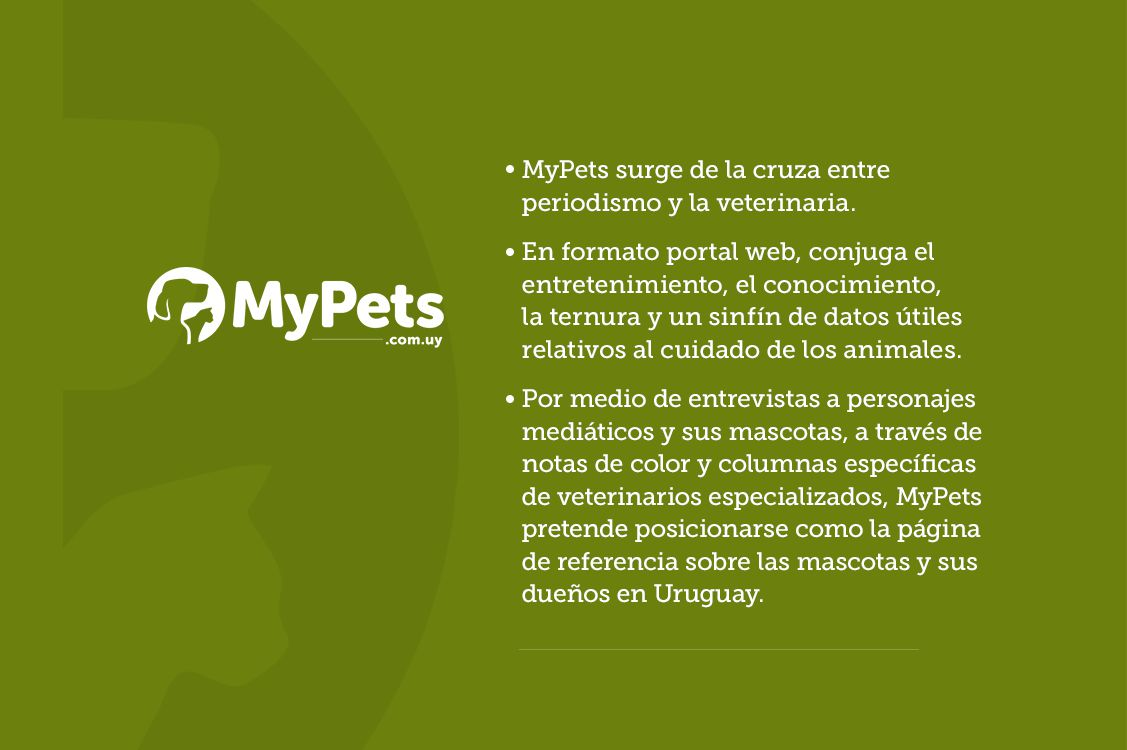 MyPets
.com.uy
• MyPets surge de la cruza entre
periodismo y la veterinaria.
• En formato portal web, conjuga el
entretenimiento, el conocimiento,
la ternura y un sinfín de datos útiles
relativos al cuidado de los animales.
• Por medio de entrevistas a personajes
mediáticos y sus mascotas, a través de
notas de color y columnas específicas
de veterinarios especializados, MyPets
pretende posicionarse como la página
de referencia sobre las mascotas y sus
dueños en Uruguay.